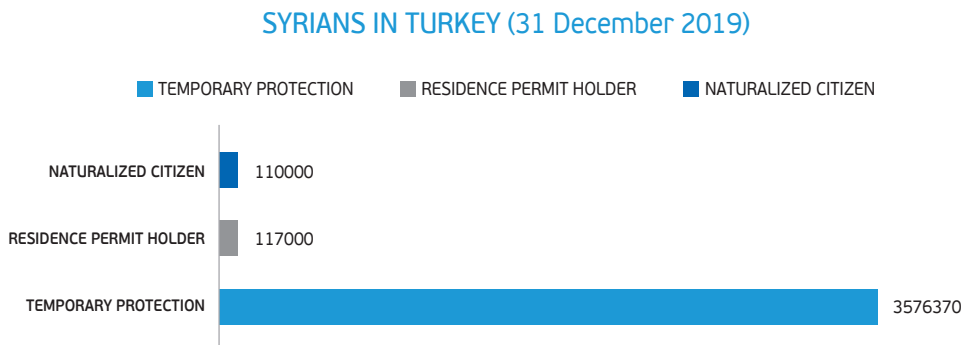 SYRIANS IN TURKEY (31 December 2019)
TEMPORARY PROTECTION RESIDENCE PERMIT HOLDER NATURALIZED CITIZEN
NATURALIZED CITIZEN 110000
RESIDENCE PERMIT HOLDER 117000
TEMPORARY PROTECTION 3576370